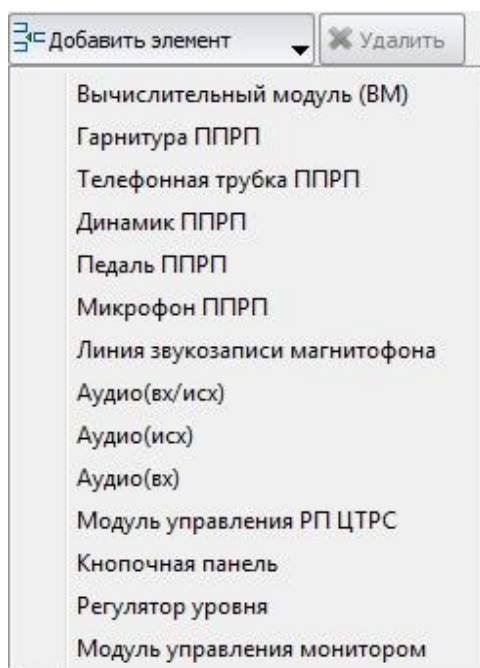 Добавить элемент Удалить
Вычислительный модуль (ВМ)
Гарнитура ППРП
Телефонная трубка ППРП
Динамик ППРП
Педаль ППРП
Микрофон ППРП
Линия звукозаписи магнитофона
Аудио(вх/исх)
Аудио(исх)
Аудио(вх)
Модуль управления РП ЦТРС
Кнопочная панель
Регулятор уровня
Модуль управления монитором